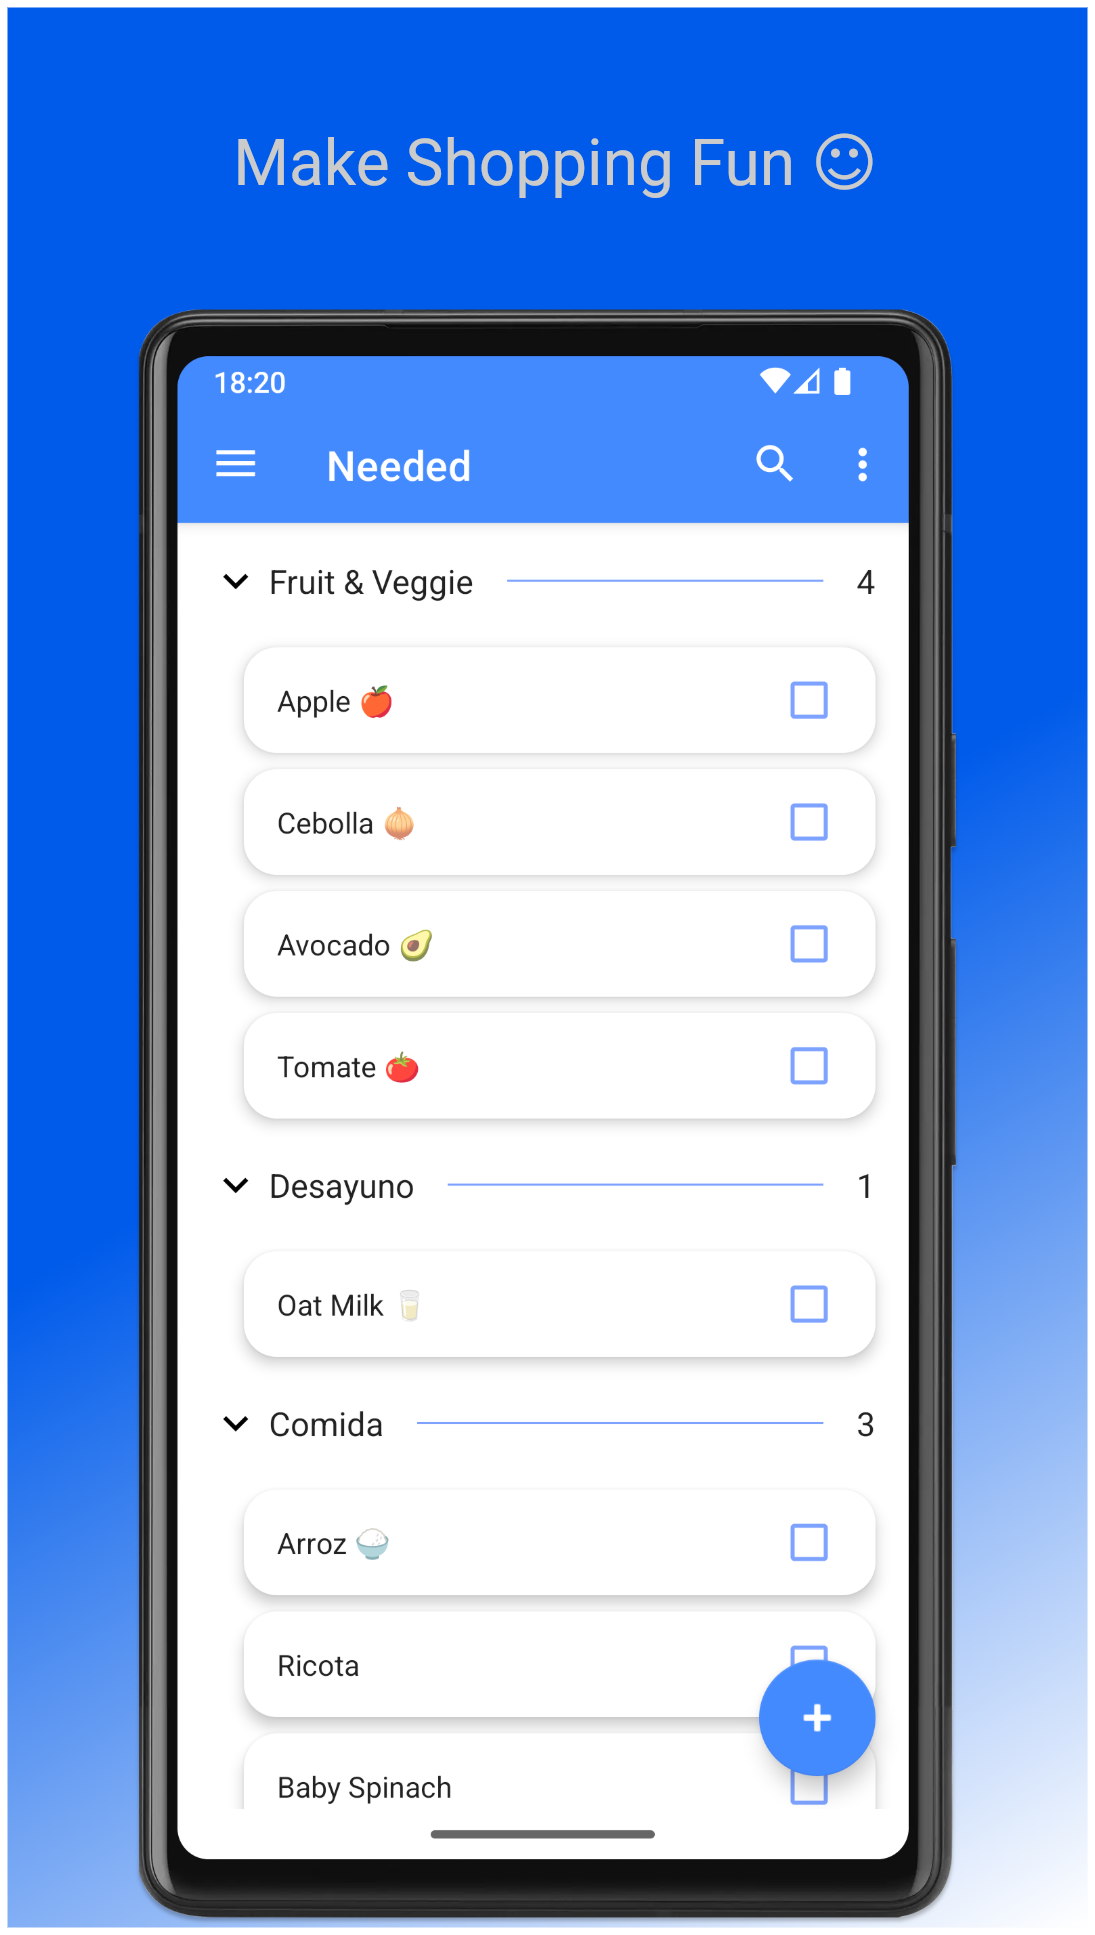 Make Shopping Fun ☺
18:20
Needed
Fruit & Veggie 4
Apple 🍎
Cebolla 🧅
Avocado 🥑
Tomate 🍅
Desayuno 1
Oat Milk 🥛
Comida 3
Arroz 🍚
Ricota
Baby Spinach